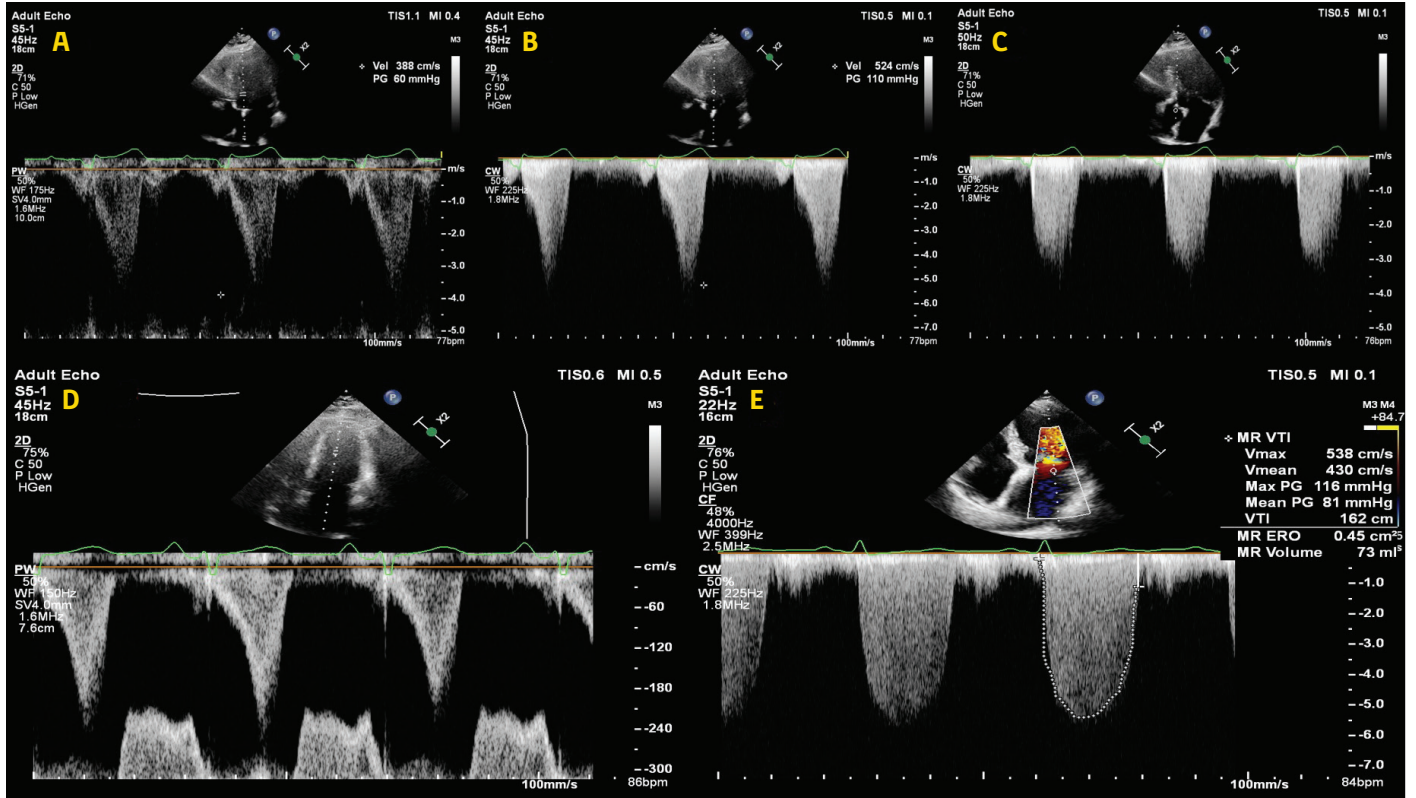 Adult Echo
TIS1.1 MI 0.4
S5-1
45Hz
18cm
A
P
X2
M3
2D
71%
C 50
P Low
HGen
Vel 388 cm/s
PG 60 mmHg
PW
50%
WF 175Hz
SV4.0mm
1.6MHz
10.0cm
m/s
-1.0
-2.0
-3.0
-4.0
-5.0
100mm/s
77bpm
Adult Echo
TIS0.5 MI 0.1
S5-1
45Hz
18cm
B
P
X2
M3
2D
71%
C 50
P Low
HGen
Vel 524 cm/s
PG 110 mmHg
CW
50%
WF 225Hz
1.8MHz
m/s
-1.0
-2.0
-3.0
-4.0
-5.0
-6.0
-7.0
100mm/s
77bpm
Adult Echo
TIS0.5 MI 0.1
S5-1
50Hz
18cm
C
P
X2
M3
2D
71%
C 50
P Low
HGen
CW
50%
WF 225Hz
1.8MHz
m/s
-1.0
-2.0
-3.0
-4.0
-5.0
100mm/s
76bpm
Adult Echo
TIS0.6 MI 0.5
S5-1
45Hz
18cm
D
P
X2
M3
2D
75%
C 50
P Low
HGen
PW
50%
WF 150Hz
SV4.0mm
1.6MHz
7.6cm
cm/s
-60
-120
-180
-240
-300
100mm/s
86bpm
Adult Echo
TIS0.5 MI 0.1
S5-1
22Hz
16cm
E
P
X2
M3 M4
+84.7
2D
76%
C 50
P Low
HGen
CF
48%
4000Hz
WF 399Hz
2.5MHz
MR VTI
Vmax 538 cm/s
Vmean 430 cm/s
Max PG 116 mmHg
Mean PG 81 mmHg
VTI 162 cm
MR ERO 0.45 cm²
MR Volume 73 ml
CW
50%
WF 225Hz
1.8MHz
-1.0
-2.0
-3.0
-4.0
-5.0
-6.0
-7.0
100mm/s
84bpm